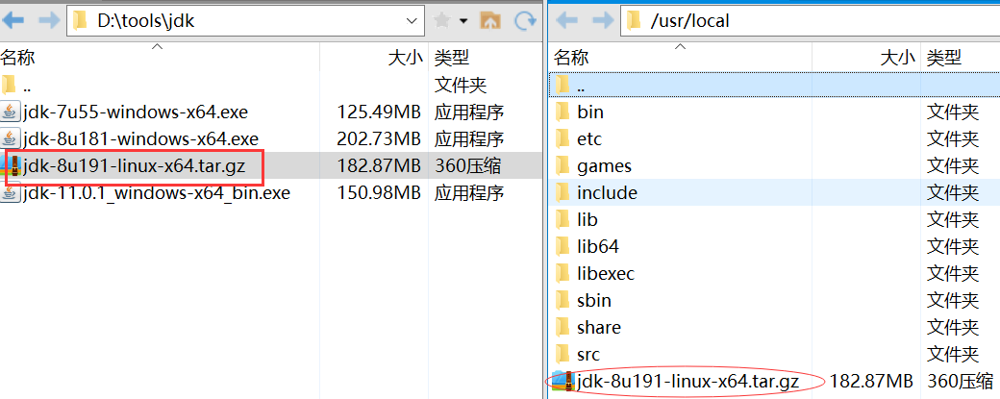 D:\tools\jdk
名称 大小 类型
.. 文件夹
jdk-7u55-windows-x64.exe 125.49MB 应用程序
jdk-8u181-windows-x64.exe 202.73MB 应用程序
jdk-8u191-linux-x64.tar.gz 182.87MB 360压缩
jdk-11.0.1_windows-x64_bin.exe 150.98MB 应用程序
/usr/local
名称 大小 类型
..
bin 文件夹
etc 文件夹
games 文件夹
include 文件夹
lib 文件夹
lib64 文件夹
libexec 文件夹
sbin 文件夹
share 文件夹
src 文件夹
jdk-8u191-linux-x64.tar.gz 182.87MB 360压缩